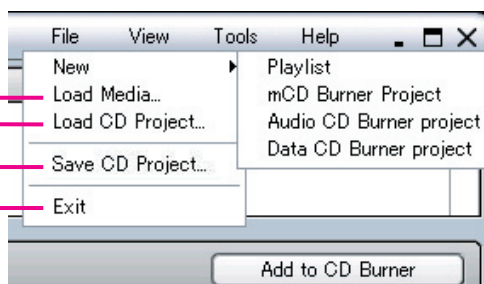 File View Tools Help
New
Load Media...
Load CD Project...
Save CD Project...
Exit
Playlist
mCD Burner Project
Audio CD Burner project
Data CD Burner project
Add to CD Burner